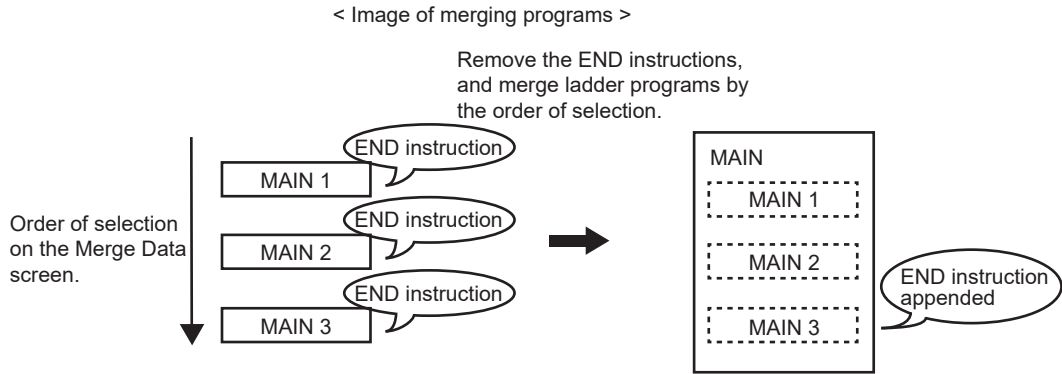 < Image of merging programs >
Remove the END instructions,
and merge ladder programs by
the order of selection.
Order of selection
on the Merge Data
screen.
END instruction
MAIN 1
END instruction
MAIN 2
END instruction
MAIN 3
MAIN
MAIN 1
MAIN 2
MAIN 3
END instruction
appended